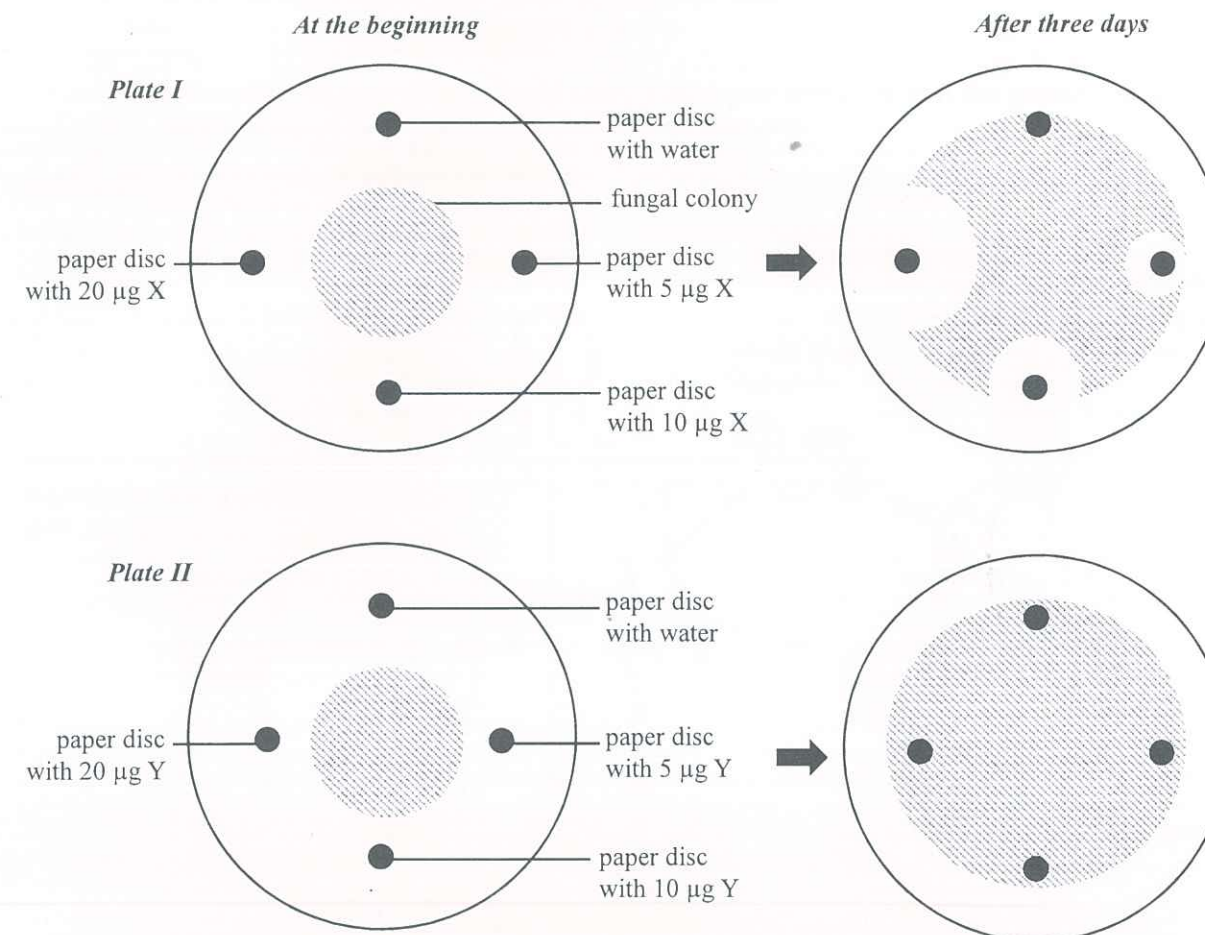 At the beginning
After three days
Plate I
paper disc
with water
fungal colony
paper disc
with 20 µg X
paper disc
with 5 µg X
paper disc
with 10 µg X
Plate II
paper disc
with water
paper disc
with 20 µg Y
paper disc
with 5 µg Y
paper disc
with 10 µg Y